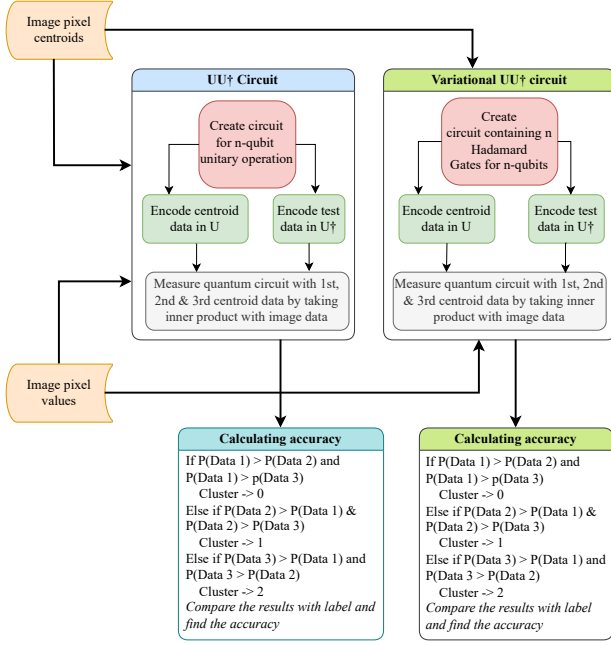 Image pixel
centroids
UU† Circuit
Create circuit
for n-qubit
unitary operation
Encode centroid
data in U
Encode test
data in U†
Measure quantum circuit with 1st,
2nd & 3rd centroid data by taking
inner product with image data
Variational UU† circuit
Create
circuit containing n
Hadamard
Gates for n-qubits
Encode centroid
data in U
Encode test
data in U†
Measure quantum circuit with 1st, 2nd
& 3rd centroid data by taking inner
product with image data
Image pixel
values
Calculating accuracy
If P(Data 1) > P(Data 2) and
P(Data 1) > p(Data 3)
Cluster -> 0
Else if P(Data 2) > P(Data 1) &
P(Data 2) > P(Data 3)
Cluster -> 1
Else if P(Data 3) > P(Data 1) and
P(Data 3 > P(Data 2)
Cluster -> 2
Compare the results with label and
find the accuracy
Calculating accuracy
If P(Data 1) > P(Data 2) and
P(Data 1) > p(Data 3)
Cluster -> 0
Else if P(Data 2) > P(Data 1) &
P(Data 2) > P(Data 3)
Cluster -> 1
Else if P(Data 3) > P(Data 1) and
P(Data 3 > P(Data 2)
Cluster -> 2
Compare the results with label
and find the accuracy